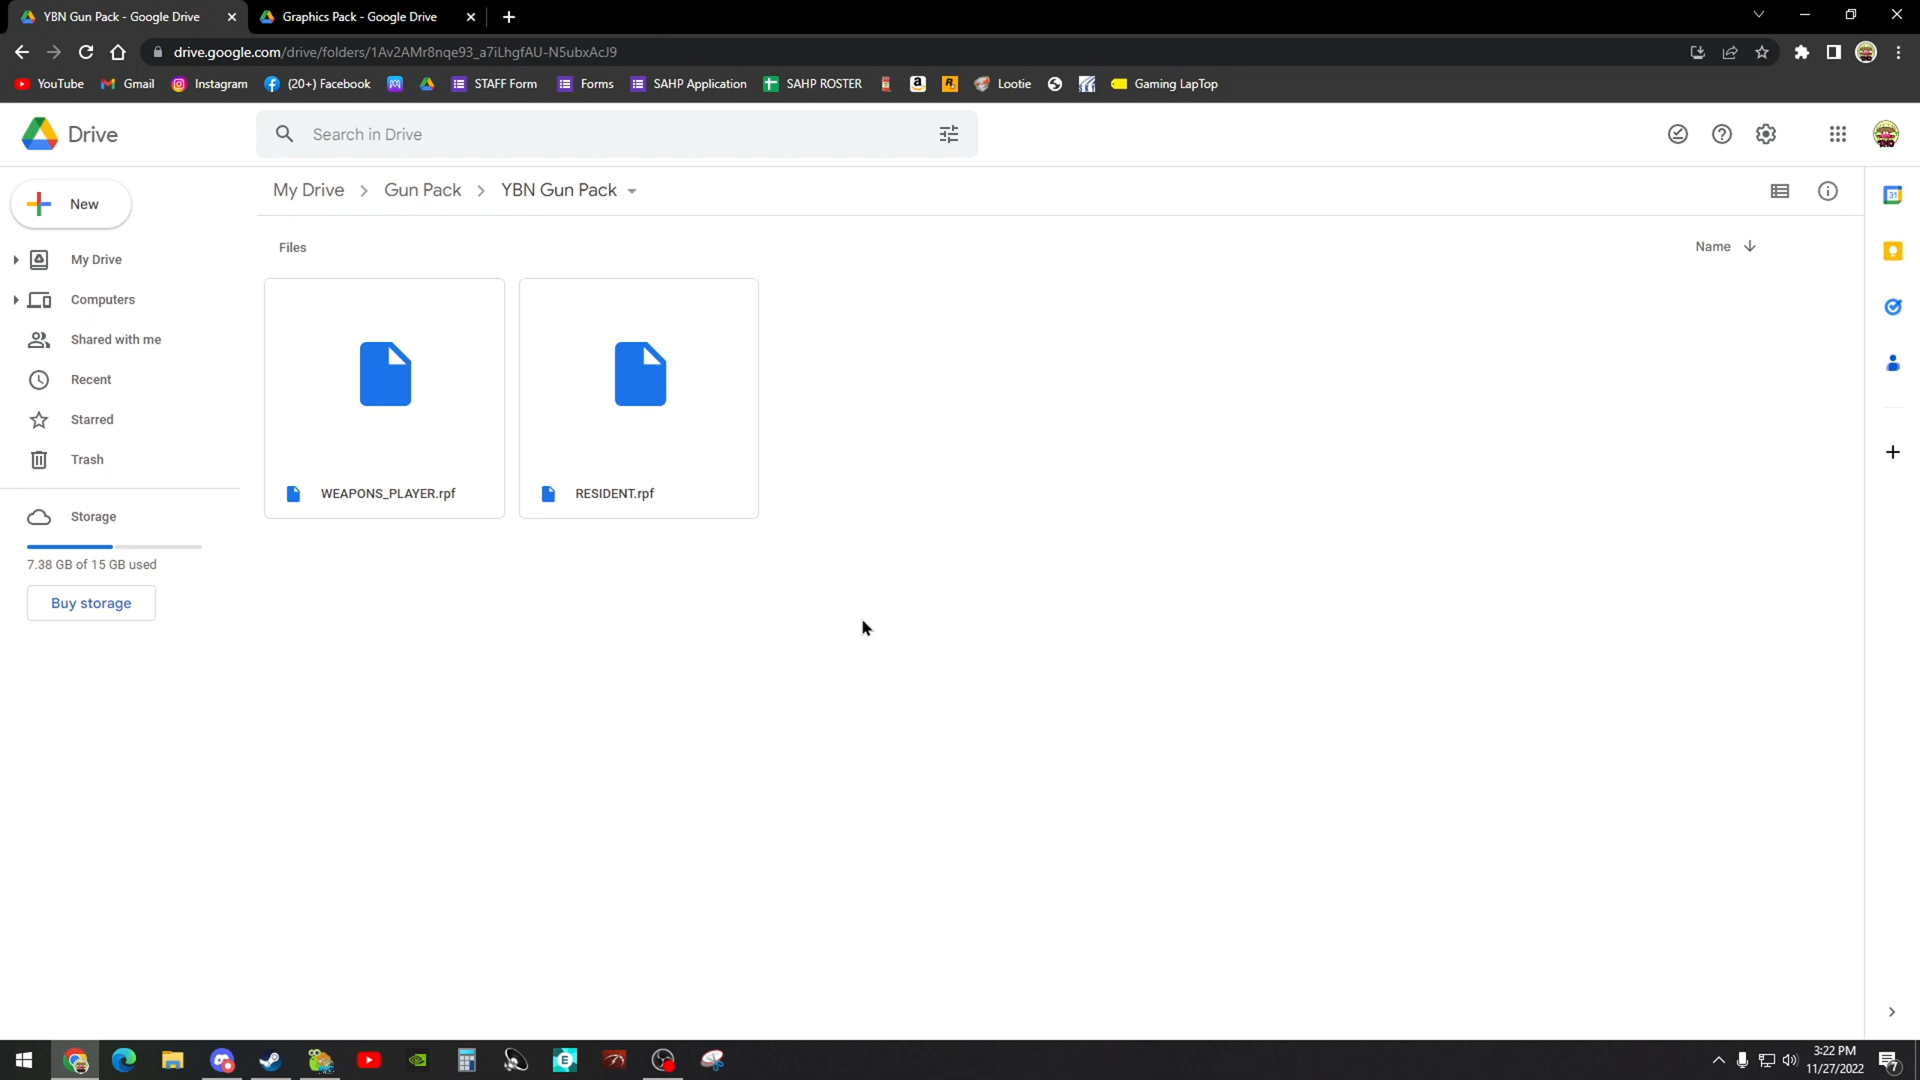 YBN Gun Pack - Google Drive
Graphics Pack - Google Drive
drive.google.com/drive/folders/1Av2AMr8nqe93_a7iLhgfAU-N5ubxAcJ9
YouTube Gmail Instagram (20+) Facebook STAFF Form Forms SAHP Application SAHP ROSTER Lootie Gaming LapTop
Drive
Search in Drive
New
My Drive > Gun Pack > YBN Gun Pack
My Drive
Computers
Shared with me
Recent
Starred
Trash
Storage
7.38 GB of 15 GB used
Buy storage
Files
Name
WEAPONS_PLAYER.rpf
RESIDENT.rpf
31
3:22 PM
11/27/2022
7